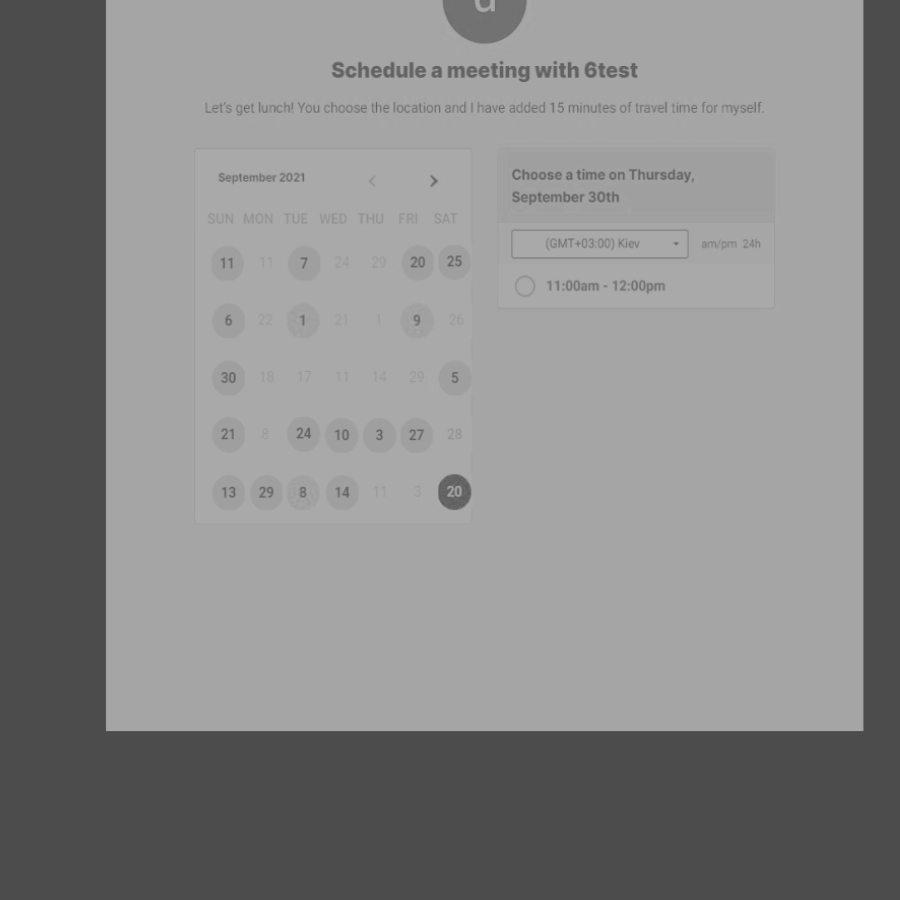 d
Schedule a meeting with 6test
Let's get lunch! You choose the location and I have added 15 minutes of travel time for myself.
September 2021
SUN MON TUE WED THU FRI SAT
11 11 7 24 29 20 25
6 22 1 21 1 9 26
30 18 17 11 14 29 5
21 8 24 10 3 27 28
13 29 8 14 11 3 20
Choose a time on Thursday,
September 30th
(GMT+03:00) Kiev am/pm 24h
11:00am - 12:00pm